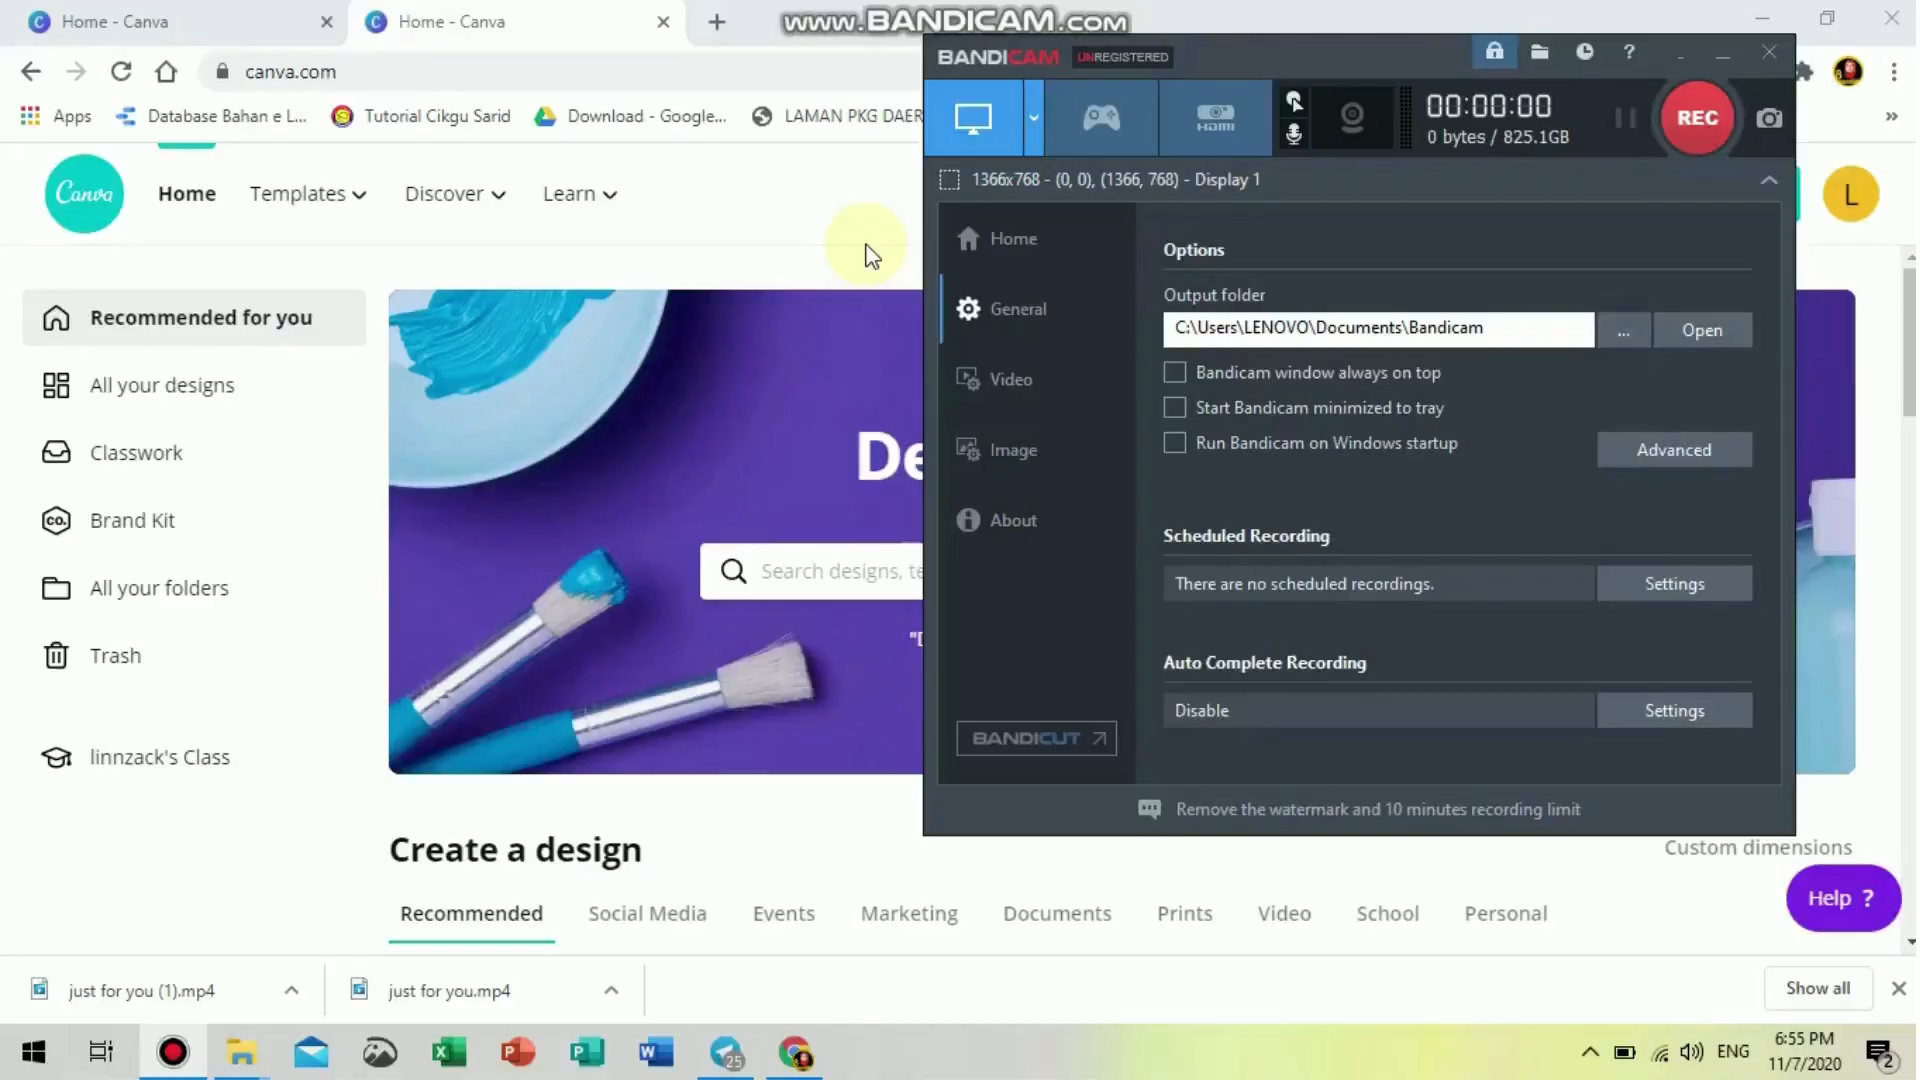 Home - Canva
Home - Canva
www.BANDICAM.com
canva.com
Apps
Database Bahan e L...
Tutorial Cikgu Sarid
Download - Google...
LAMAN PKG DAER
Canva
Home
Templates
Discover
Learn
L
Recommended for you
All your designs
Classwork
co.
Brand Kit
All your folders
Trash
linnzack's Class
De
Search designs, te
"D
BANDICAM
UNREGISTERED
?
HDMI
00:00:00
0 bytes / 825.1GB
REC
1366x768 - (0, 0), (1366, 768) - Display 1
Home
General
Video
Image
About
BANDICUT
Options
Output folder
C:\Users\LENOVO\Documents\Bandicam
...
Open
Bandicam window always on top
Start Bandicam minimized to tray
Run Bandicam on Windows startup
Advanced
Scheduled Recording
There are no scheduled recordings.
Settings
Auto Complete Recording
Disable
Settings
Remove the watermark and 10 minutes recording limit
Create a design
Custom dimensions
Help ?
Recommended
Social Media
Events
Marketing
Documents
Prints
Video
School
Personal
just for you (1).mp4
just for you.mp4
Show all
25
ENG
6:55 PM
11/7/2020
2